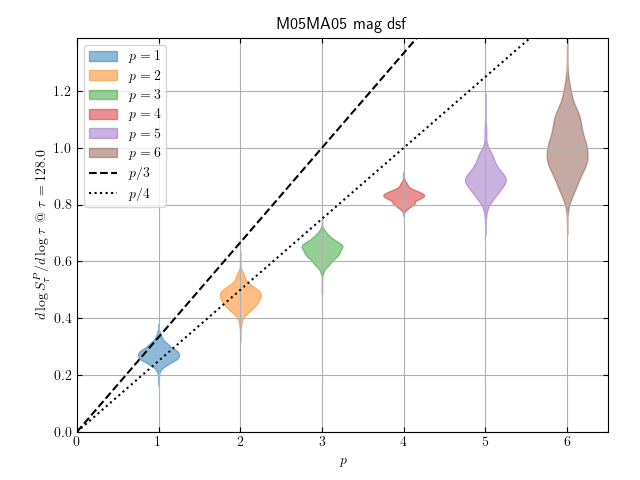 M05MA05 mag dsf
p = 1
p = 2
p = 3
p = 4
p = 5
p = 6
p/3
p/4
d log S_τ^P / d log τ @ τ = 128.0
1.2
1.0
0.8
0.6
0.4
0.2
0.0
0 1 2 3 4 5 6
p